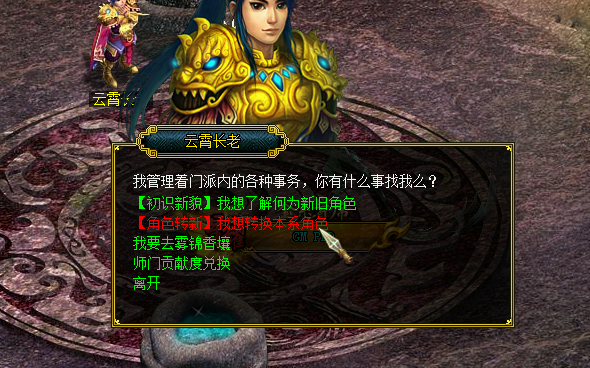 云霄
云霄长老
我管理着门派内的各种事务，你有什么事找我么？
【初识新貌】我想了解何为新旧角色
【角色转新】我想转换本系角色
我要去雾锦香壤
师门贡献度兑换
离开